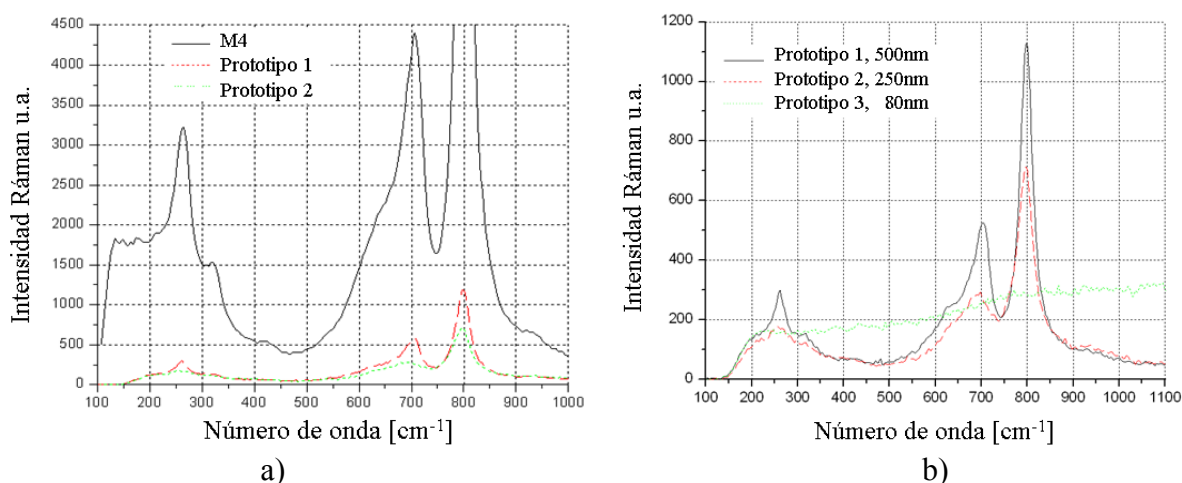 4500
4000
3500
3000
2500
2000
1500
1000
500
0
Intensidad Ráman u.a.
M4
Prototipo 1
Prototipo 2
100 200 300 400 500 600 700 800 900 1000
Número de onda [cm-1]
a)
1200
1000
800
600
400
200
0
Intensidad Ráman u.a.
Prototipo 1, 500nm
Prototipo 2, 250nm
Prototipo 3, 80nm
100 200 300 400 500 600 700 800 900 1000 1100
Número de onda [cm-1]
b)